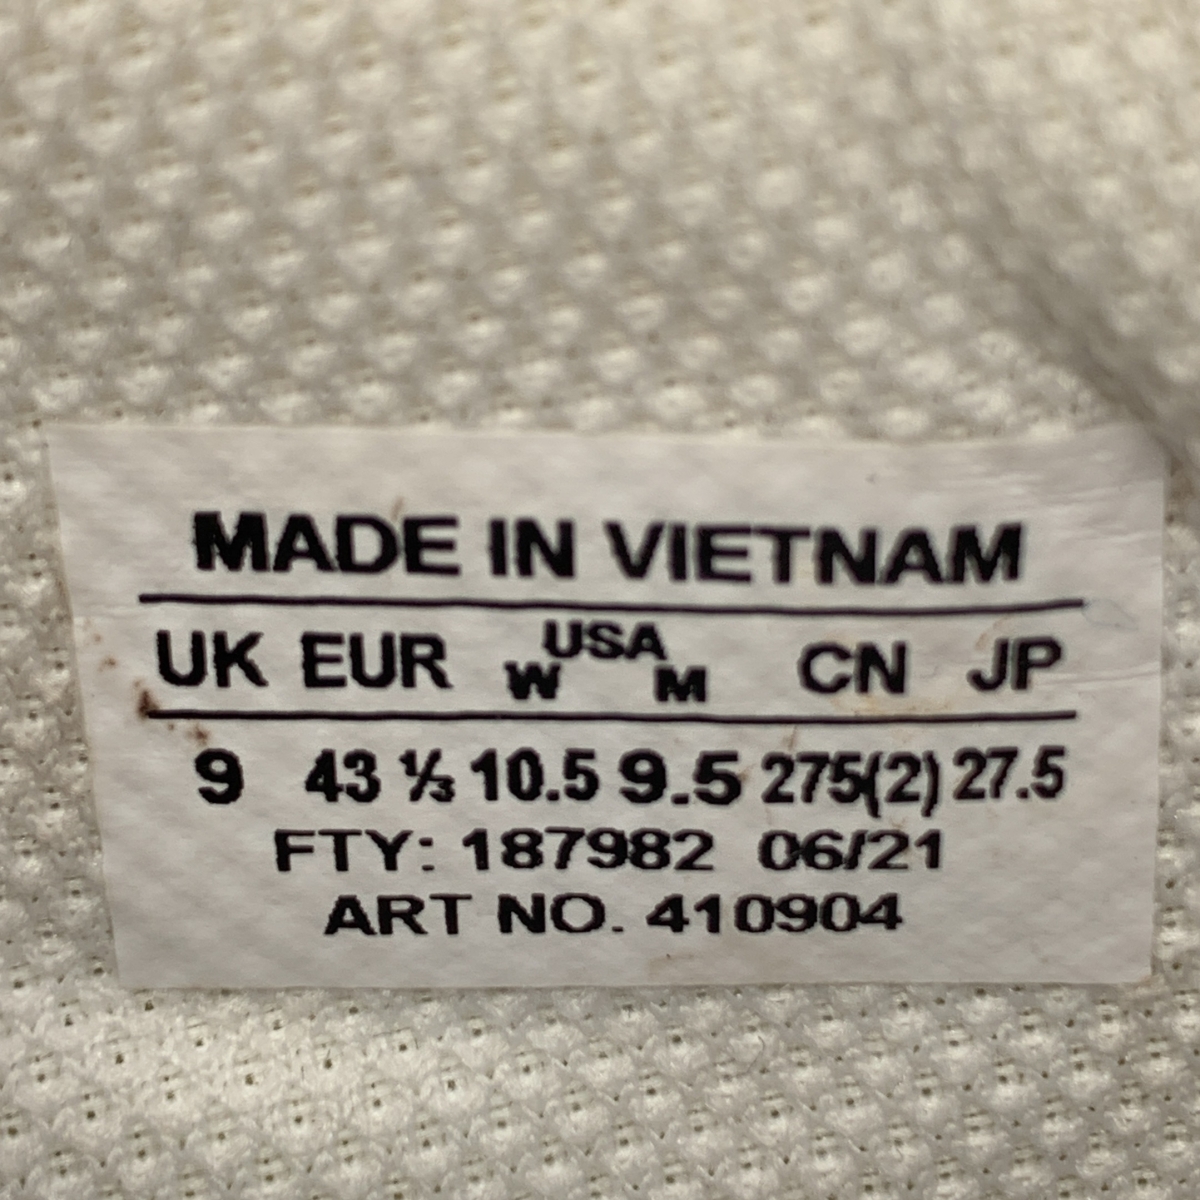 MADE IN VIETNAM
UK EUR USA W M CN JP
9 43 ⅓ 10.5 9.5 275(2) 27.5
FTY: 187982 06/21
ART NO. 410904